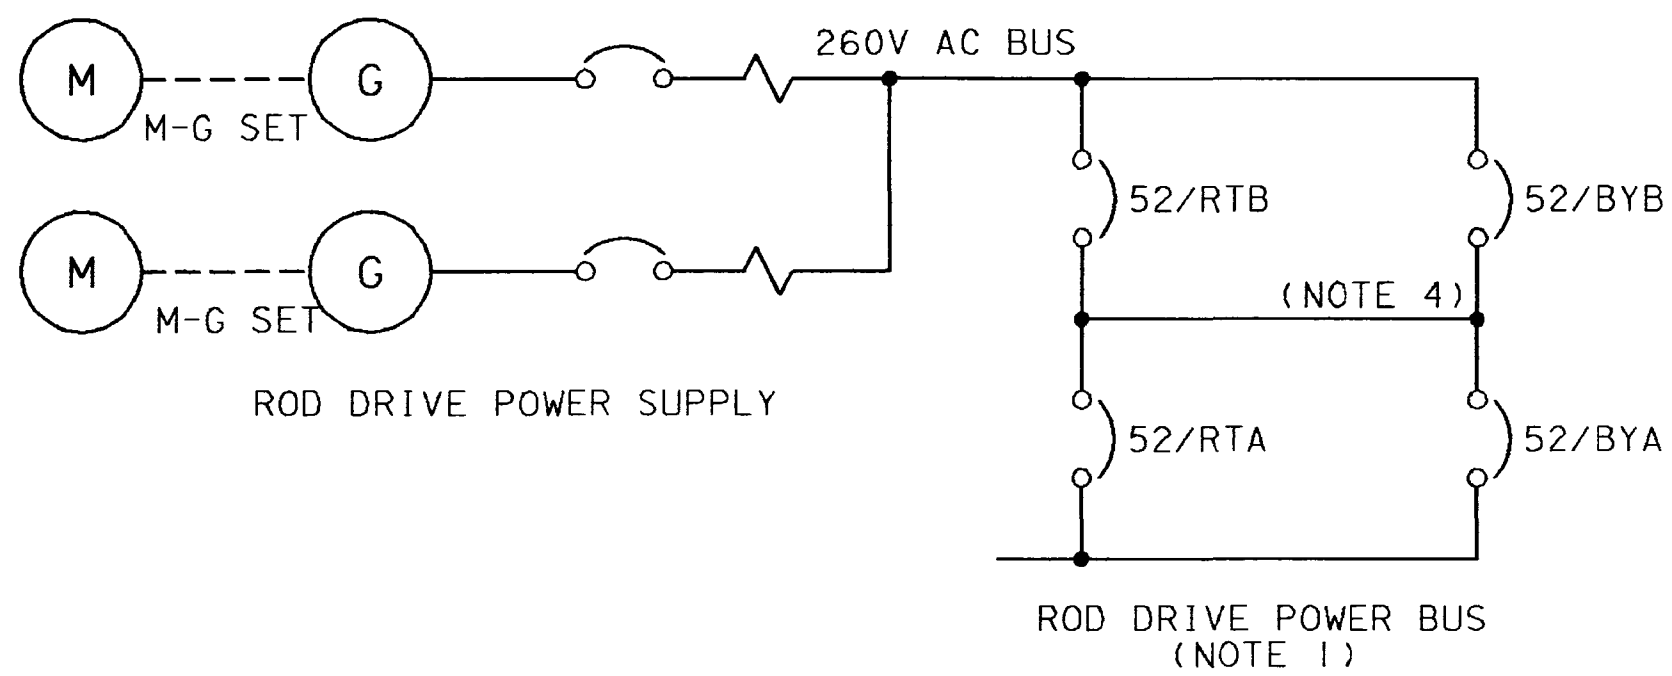 260V AC BUS
M
G
M-G SET
52/RTB
52/BYB
M
G
M-G SET
(NOTE 4)
ROD DRIVE POWER SUPPLY
52/RTA
52/BYA
ROD DRIVE POWER BUS
(NOTE 1)